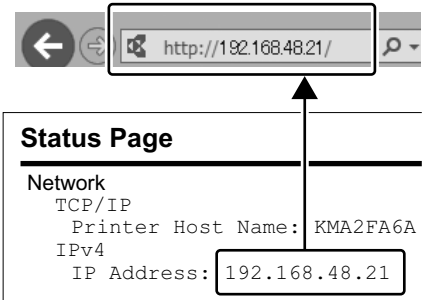 http://192.168.48.21/
Status Page
Network
TCP/IP
Printer Host Name: KMA2FA6A
IPv4
IP Address: 192.168.48.21